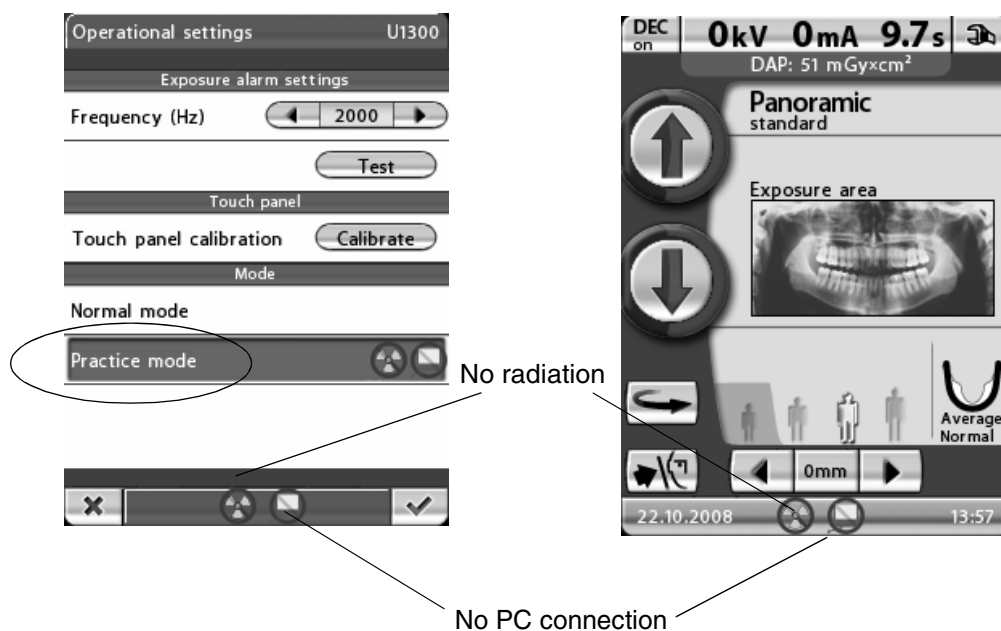 Operational settings U1300
Exposure alarm settings
Frequency (Hz) 2000
Test
Touch panel
Touch panel calibration Calibrate
Mode
Normal mode
Practice mode
No radiation
No PC connection
DEC on 0kV 0mA 9.7s
DAP: 51 mGy×cm²
Panoramic
standard
Exposure area
Average
Normal
0mm
22.10.2008 13:57